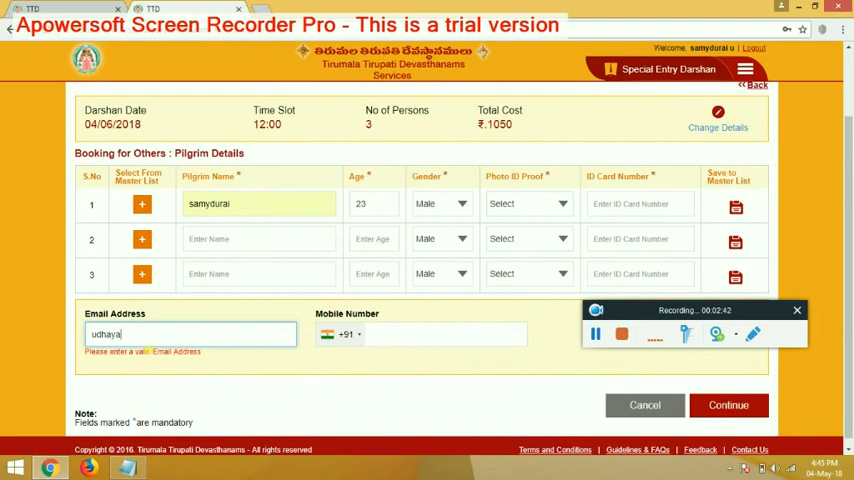 TTD
TTD
Apowersoft Screen Recorder Pro - This is a trial version
తిరుమల తిరుపతి దేవస్థానములు
Tirumala Tirupati Devasthanams
Services
Welcome, samydurai u | Logout
Special Entry Darshan
<<Back
Darshan Date Time Slot No of Persons Total Cost
04/06/2018 12:00 3 ₹.1050
Change Details
Booking for Others : Pilgrim Details
S.No Select From Master List Pilgrim Name * Age * Gender * Photo ID Proof * ID Card Number * Save to Master List
1 + samydurai 23 Male Select Enter ID Card Number
2 + Enter Name Enter Age Male Select Enter ID Card Number
3 + Enter Name Enter Age Male Select Enter ID Card Number
Email Address Mobile Number
udhaya +91
Please enter a valid Email Address
Recording... 00:02:42
Cancel Continue
Note:
Fields marked *are mandatory
Copyright © 2016. Tirumala Tirupati Devasthanams - All rights reserved Terms and Conditions | Guidelines & FAQs | Feedback | Contact Us
4:45 PM
04-May-18